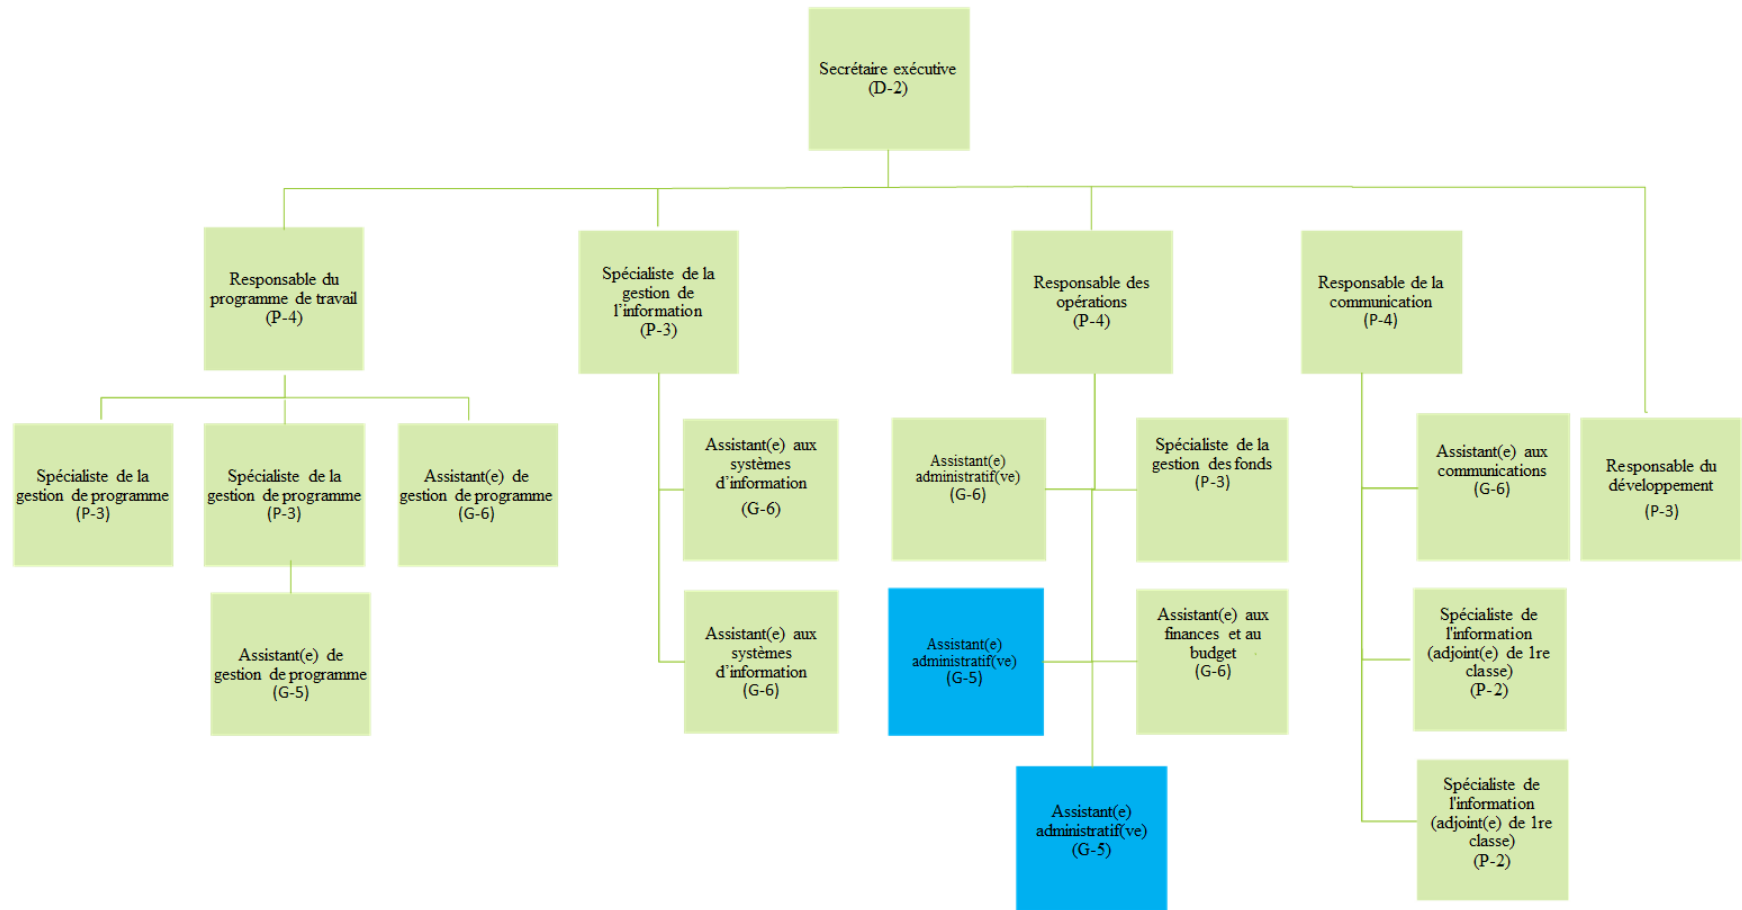 Secrétaire exécutive
(D-2)
Responsable du
programme de travail
(P-4)
Spécialiste de la
gestion de
l’information
(P-3)
Responsable des
opérations
(P-4)
Responsable de la
communication
(P-4)
Spécialiste de la
gestion de programme
(P-3)
Spécialiste de la
gestion de programme
(P-3)
Assistant(e) de
gestion de programme
(G-6)
Assistant(e) aux
systèmes
d’information
(G-6)
Assistant(e)
administratif(ve)
(G-6)
Spécialiste de la
gestion des fonds
(P-3)
Assistant(e) aux
communications
(G-6)
Responsable du
développement
(P-3)
Assistant(e) de
gestion de programme
(G-5)
Assistant(e) aux
systèmes
d’information
(G-6)
Assistant(e)
administratif(ve)
(G-5)
Assistant(e) aux
finances et au
budget
(G-6)
Spécialiste de
l'information
(adjoint(e) de 1re
classe)
(P-2)
Assistant(e)
administratif(ve)
(G-5)
Spécialiste de
l'information
(adjoint(e) de 1re
classe)
(P-2)